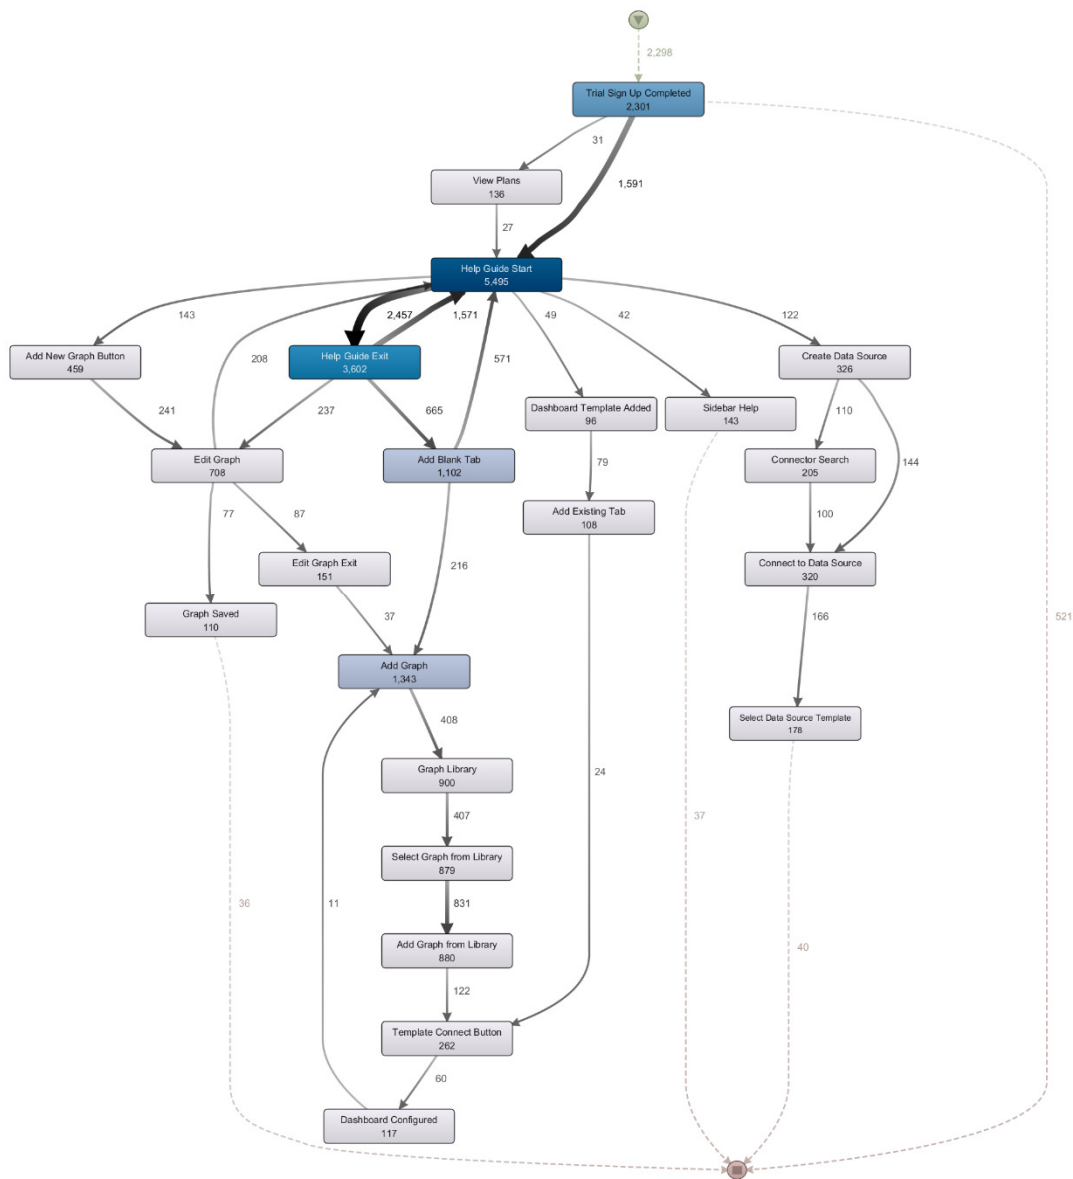 2,298
Trial Sign Up Completed
2,301
31
1,591
View Plans
136
27
Help Guide Start
5,495
143
208
2,457
1,571
571
49
42
122
Add New Graph Button
459
Help Guide Exit
3,602
Create Data Source
326
241
237
665
Dashboard Template Added
96
Sidebar Help
143
110
144
Edit Graph
708
Add Blank Tab
1,102
79
Connector Search
205
77
87
Add Existing Tab
108
100
Edit Graph Exit
151
216
Connect to Data Source
320
Graph Saved
110
37
166
521
Add Graph
1,343
408
Select Data Source Template
178
Graph Library
900
24
407
37
Select Graph from Library
879
36
11
831
Add Graph from Library
880
40
122
Template Connect Button
262
60
Dashboard Configured
117